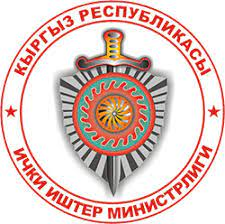 КЫРГЫЗ РЕСПУБЛИКАСЫ
ИЧКИ ИШТЕР МИНИСТРЛИГИ